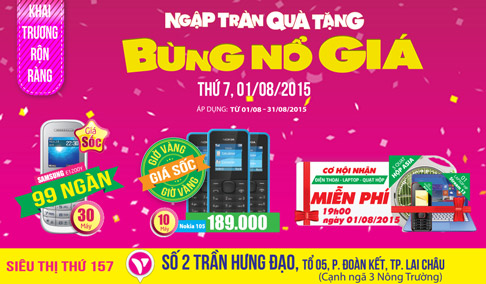 KHAI
TRƯƠNG
RỘN
RÀNG
NGẬP TRÀN QUÀ TẶNG
BÙNG NỔ GIÁ
THỨ 7, 01/08/2015
ÁP DỤNG: TỪ 01/08 - 31/08/2015
Giá
Sốc
SAMSUNG E1200Y
99 NGÀN
30
Máy
GIỜ VÀNG
GIÁ SỐC
GIỜ VÀNG
10
Máy
Nokia 105
189.000
CƠ HỘI NHẬN
ĐIỆN THOẠI - LAPTOP - QUẠT HỘP
MIỄN PHÍ
19h00
ngày 01/08/2015
HỘP ASIA
SIÊU THỊ THỨ 157
SỐ 2 TRẦN HƯNG ĐẠO, TỔ 05, P. ĐOÀN KẾT, TP. LAI CHÂU
(Cạnh ngã 3 Nông Trường)